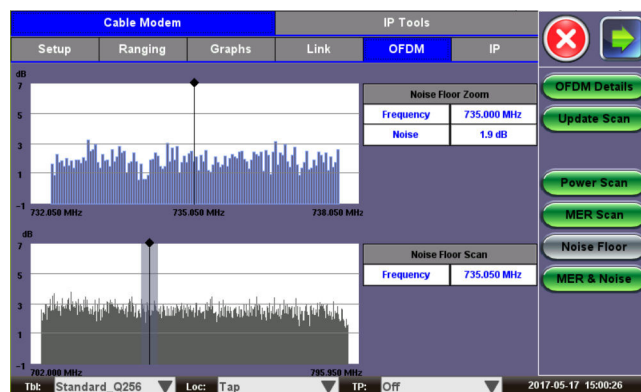 Cable Modem
IP Tools
Setup
Ranging
Graphs
Link
OFDM
IP
dB
7
5
3
1
-1
732.050 MHz
735.050 MHz
738.050 MHz
Noise Floor Zoom
Frequency 735.000 MHz
Noise 1.9 dB
dB
7
5
3
1
-1
702.000 MHz
795.950 MHz
Noise Floor Scan
Frequency 735.050 MHz
OFDM Details
Update Scan
Power Scan
MER Scan
Noise Floor
MER & Noise
Tbl: Standard_Q256
Loc: Tap
TP: Off
2017-05-17 15:00:26